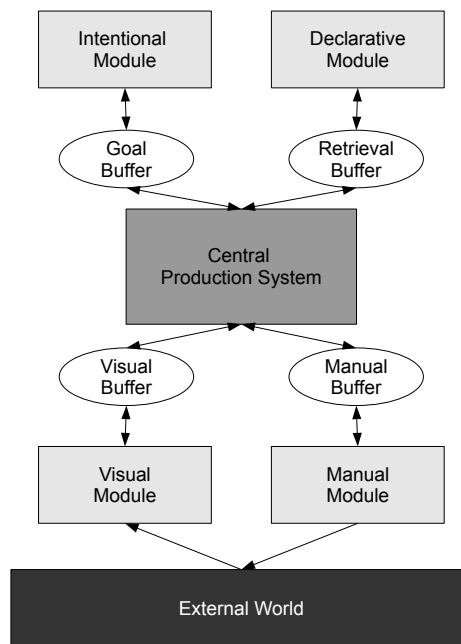 Intentional
Module
Declarative
Module
Goal
Buffer
Retrieval
Buffer
Central
Production System
Visual
Buffer
Manual
Buffer
Visual
Module
Manual
Module
External World